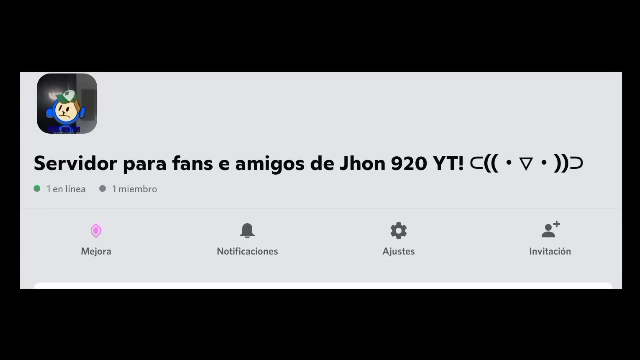 Servidor para fans e amigos de Jhon 920 YT! ⊂((・▽・))⊃
1 en línea 1 miembro
Mejora Notificaciones Ajustes Invitación